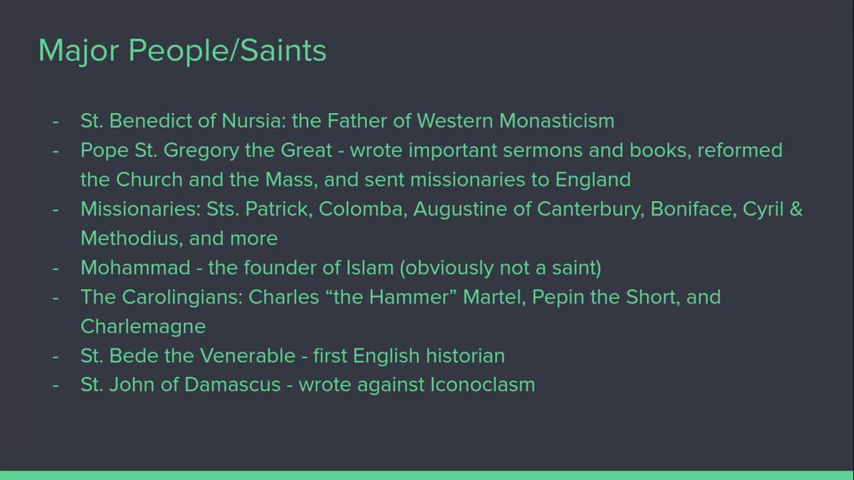 Major People/Saints
- St. Benedict of Nursia: the Father of Western Monasticism
- Pope St. Gregory the Great - wrote important sermons and books, reformed
the Church and the Mass, and sent missionaries to England
- Missionaries: Sts. Patrick, Colomba, Augustine of Canterbury, Boniface, Cyril &
Methodius, and more
- Mohammad - the founder of Islam (obviously not a saint)
- The Carolingians: Charles “the Hammer” Martel, Pepin the Short, and
Charlemagne
- St. Bede the Venerable - first English historian
- St. John of Damascus - wrote against Iconoclasm